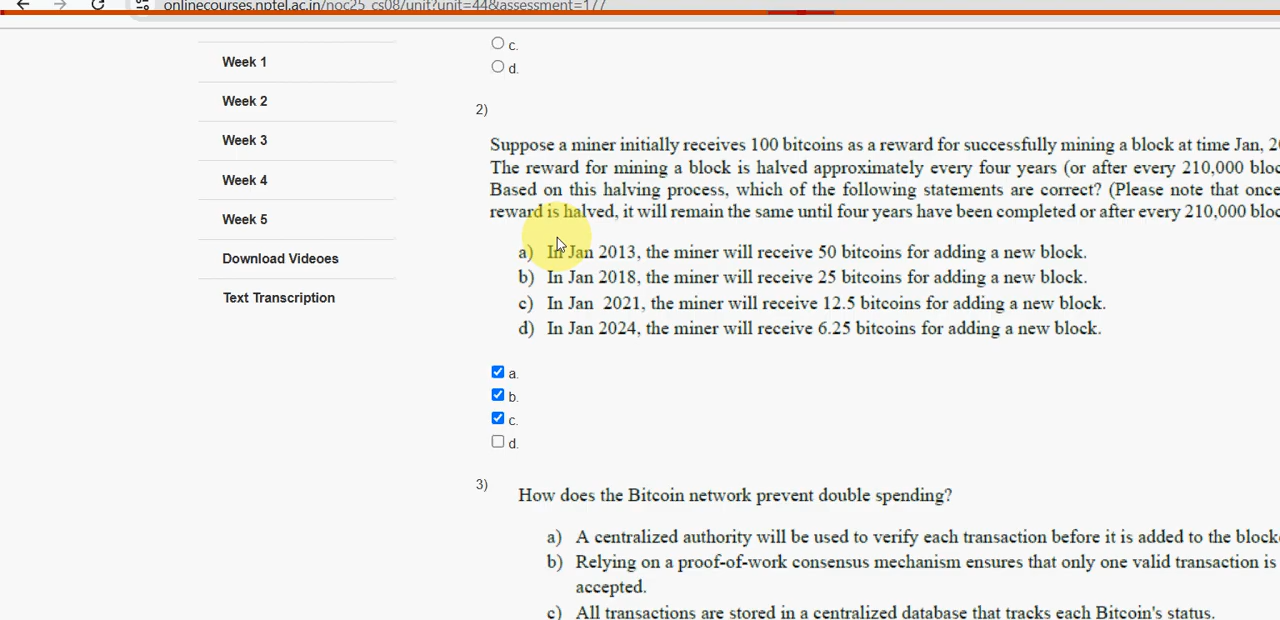 onlinecourses.nptel.ac.in/noc25_cs08/unit?unit=44&assessment=177
Week 1
Week 2
Week 3
Week 4
Week 5
Download Videoes
Text Transcription
c.
d.
2)
Suppose a miner initially receives 100 bitcoins as a reward for successfully mining a block at time Jan,
The reward for mining a block is halved approximately every four years (or after every 210,000
Based on this halving process, which of the following statements are correct? (Please note that once
reward is halved, it will remain the same until four years have been completed or after every 210,000
a) In Jan 2013, the miner will receive 50 bitcoins for adding a new block.
b) In Jan 2018, the miner will receive 25 bitcoins for adding a new block.
c) In Jan 2021, the miner will receive 12.5 bitcoins for adding a new block.
d) In Jan 2024, the miner will receive 6.25 bitcoins for adding a new block.
a.
b.
c.
d.
3)
How does the Bitcoin network prevent double spending?
a) A centralized authority will be used to verify each transaction before it is added to the
b) Relying on a proof-of-work consensus mechanism ensures that only one valid transaction is
accepted.
c) All transactions are stored in a centralized database that tracks each Bitcoin's status.